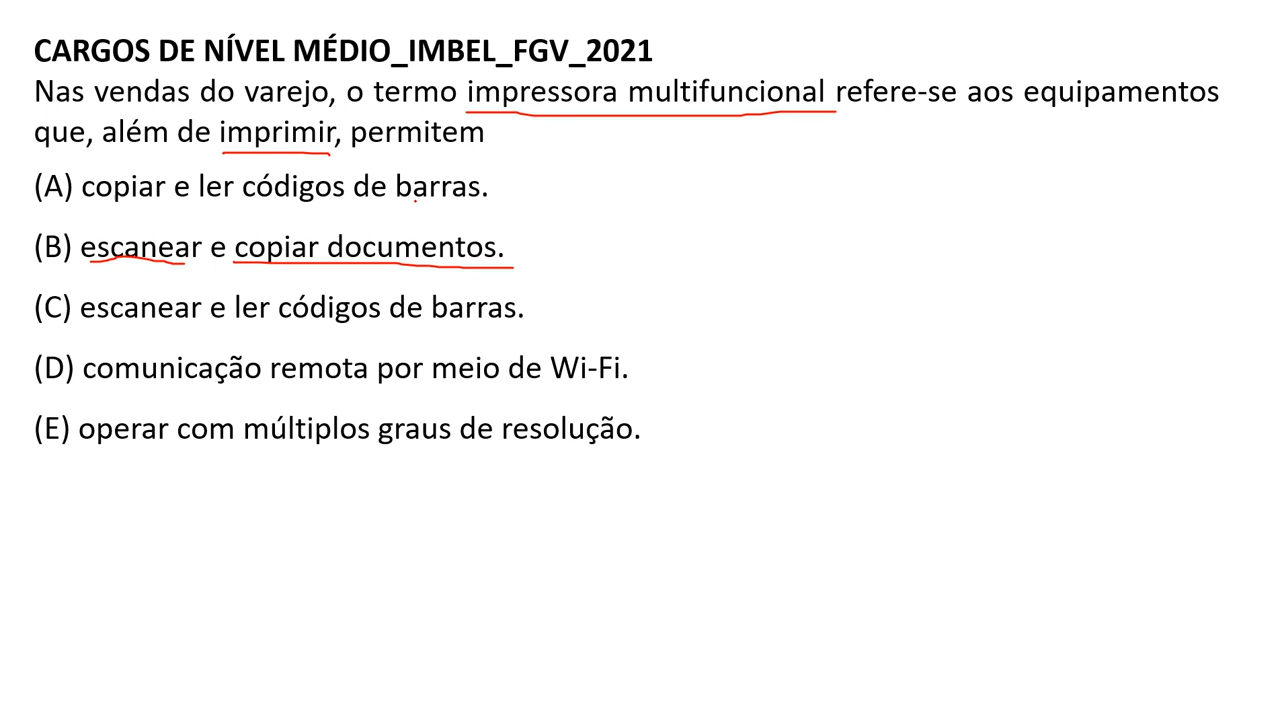 CARGOS DE NÍVEL MÉDIO_IMBEL_FGV_2021
Nas vendas do varejo, o termo impressora multifuncional refere-se aos equipamentos
que, além de imprimir, permitem
(A) copiar e ler códigos de barras.
(B) escanear e copiar documentos.
(C) escanear e ler códigos de barras.
(D) comunicação remota por meio de Wi-Fi.
(E) operar com múltiplos graus de resolução.